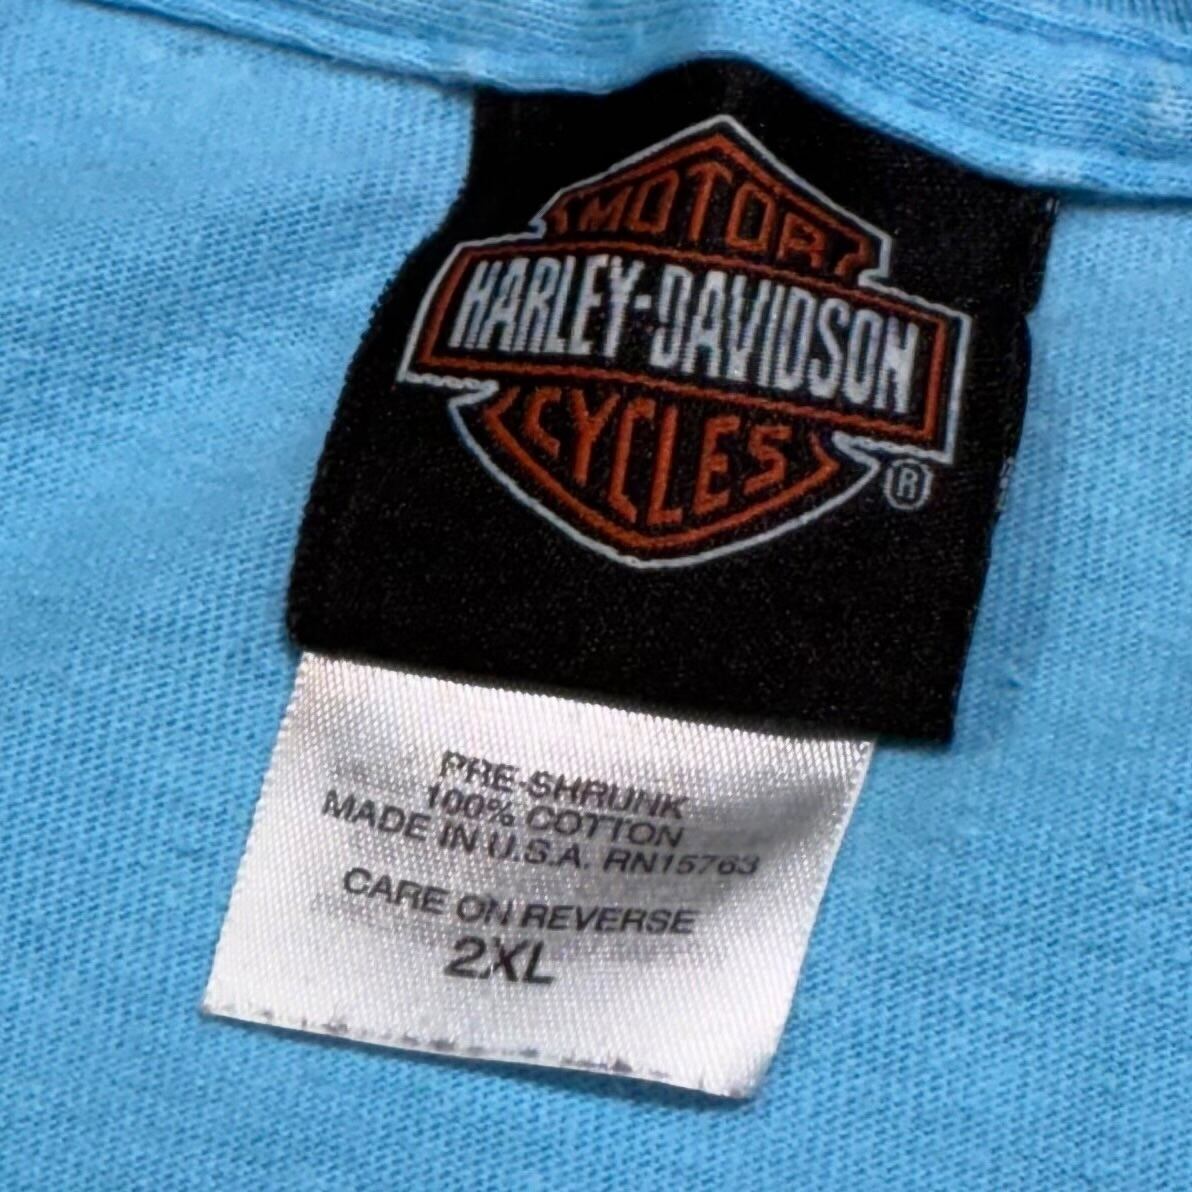 MOTOR
HARLEY-DAVIDSON
CYCLES
®
PRE-SHRUNK
100% COTTON
MADE IN U.S.A. RN15763
CARE ON REVERSE
2XL